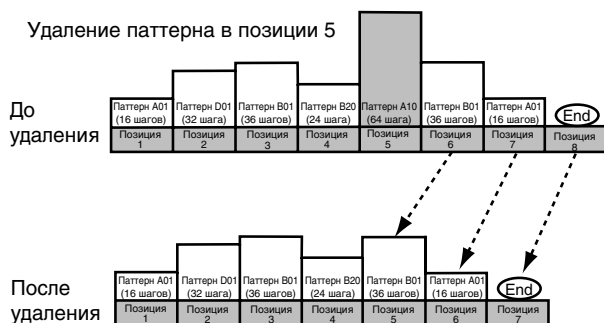 Удаление паттерна в позиции 5
До
удаления
Паттерн A01 Паттерн D01 Паттерн B01 Паттерн B20 Паттерн A10 Паттерн B01 Паттерн A01
(16 шагов) (32 шага) (36 шагов) (24 шага) (64 шага) (36 шагов) (16 шагов) End
Позиция Позиция Позиция Позиция Позиция Позиция Позиция Позиция
1 2 3 4 5 6 7 8
После
удаления
Паттерн A01 Паттерн D01 Паттерн B01 Паттерн B20 Паттерн B01 Паттерн A01
(16 шагов) (32 шага) (36 шагов) (24 шага) (36 шагов) (16 шагов) End
Позиция Позиция Позиция Позиция Позиция Позиция Позиция
1 2 3 4 5 6 7